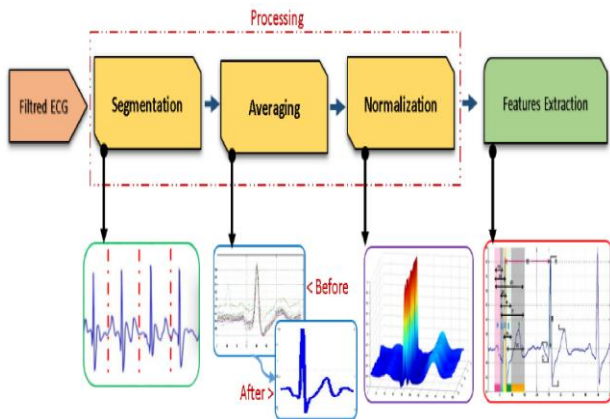 Processing
Filtred ECG
Segmentation
Averaging
Normalization
Features Extraction
< Before
After >